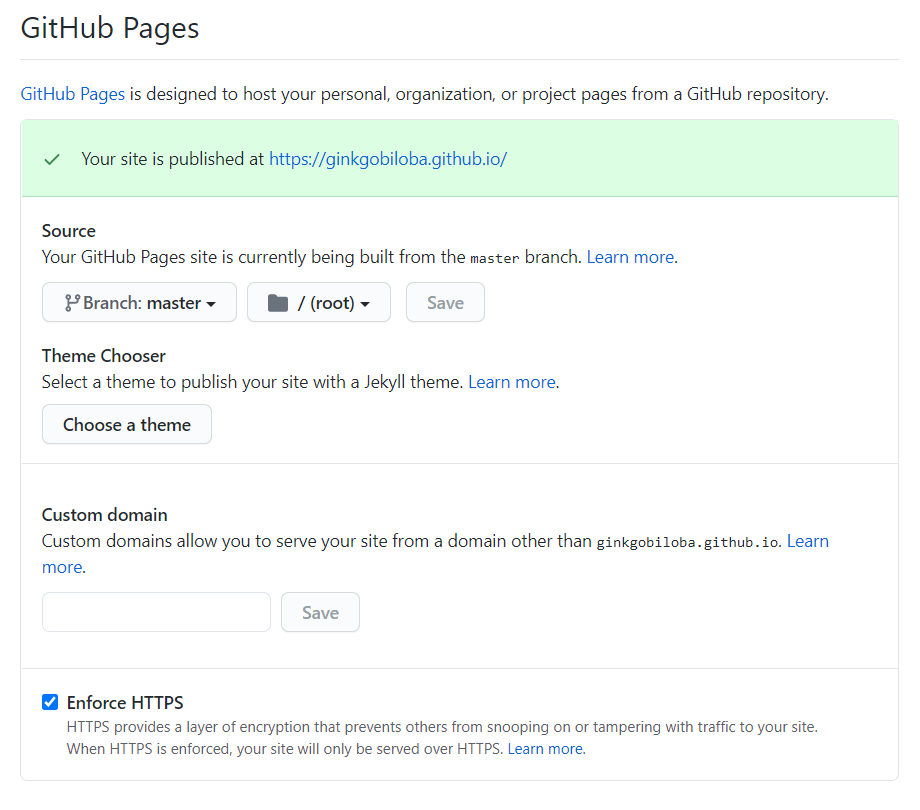 GitHub Pages
GitHub Pages is designed to host your personal, organization, or project pages from a GitHub repository.
Your site is published at https://ginkgobiloba.github.io/
Source
Your GitHub Pages site is currently being built from the master branch. Learn more.
Branch: master
/ (root)
Save
Theme Chooser
Select a theme to publish your site with a Jekyll theme. Learn more.
Choose a theme
Custom domain
Custom domains allow you to serve your site from a domain other than ginkgobiloba.github.io. Learn
more.
Save
Enforce HTTPS
HTTPS provides a layer of encryption that prevents others from snooping on or tampering with traffic to your site.
When HTTPS is enforced, your site will only be served over HTTPS. Learn more.